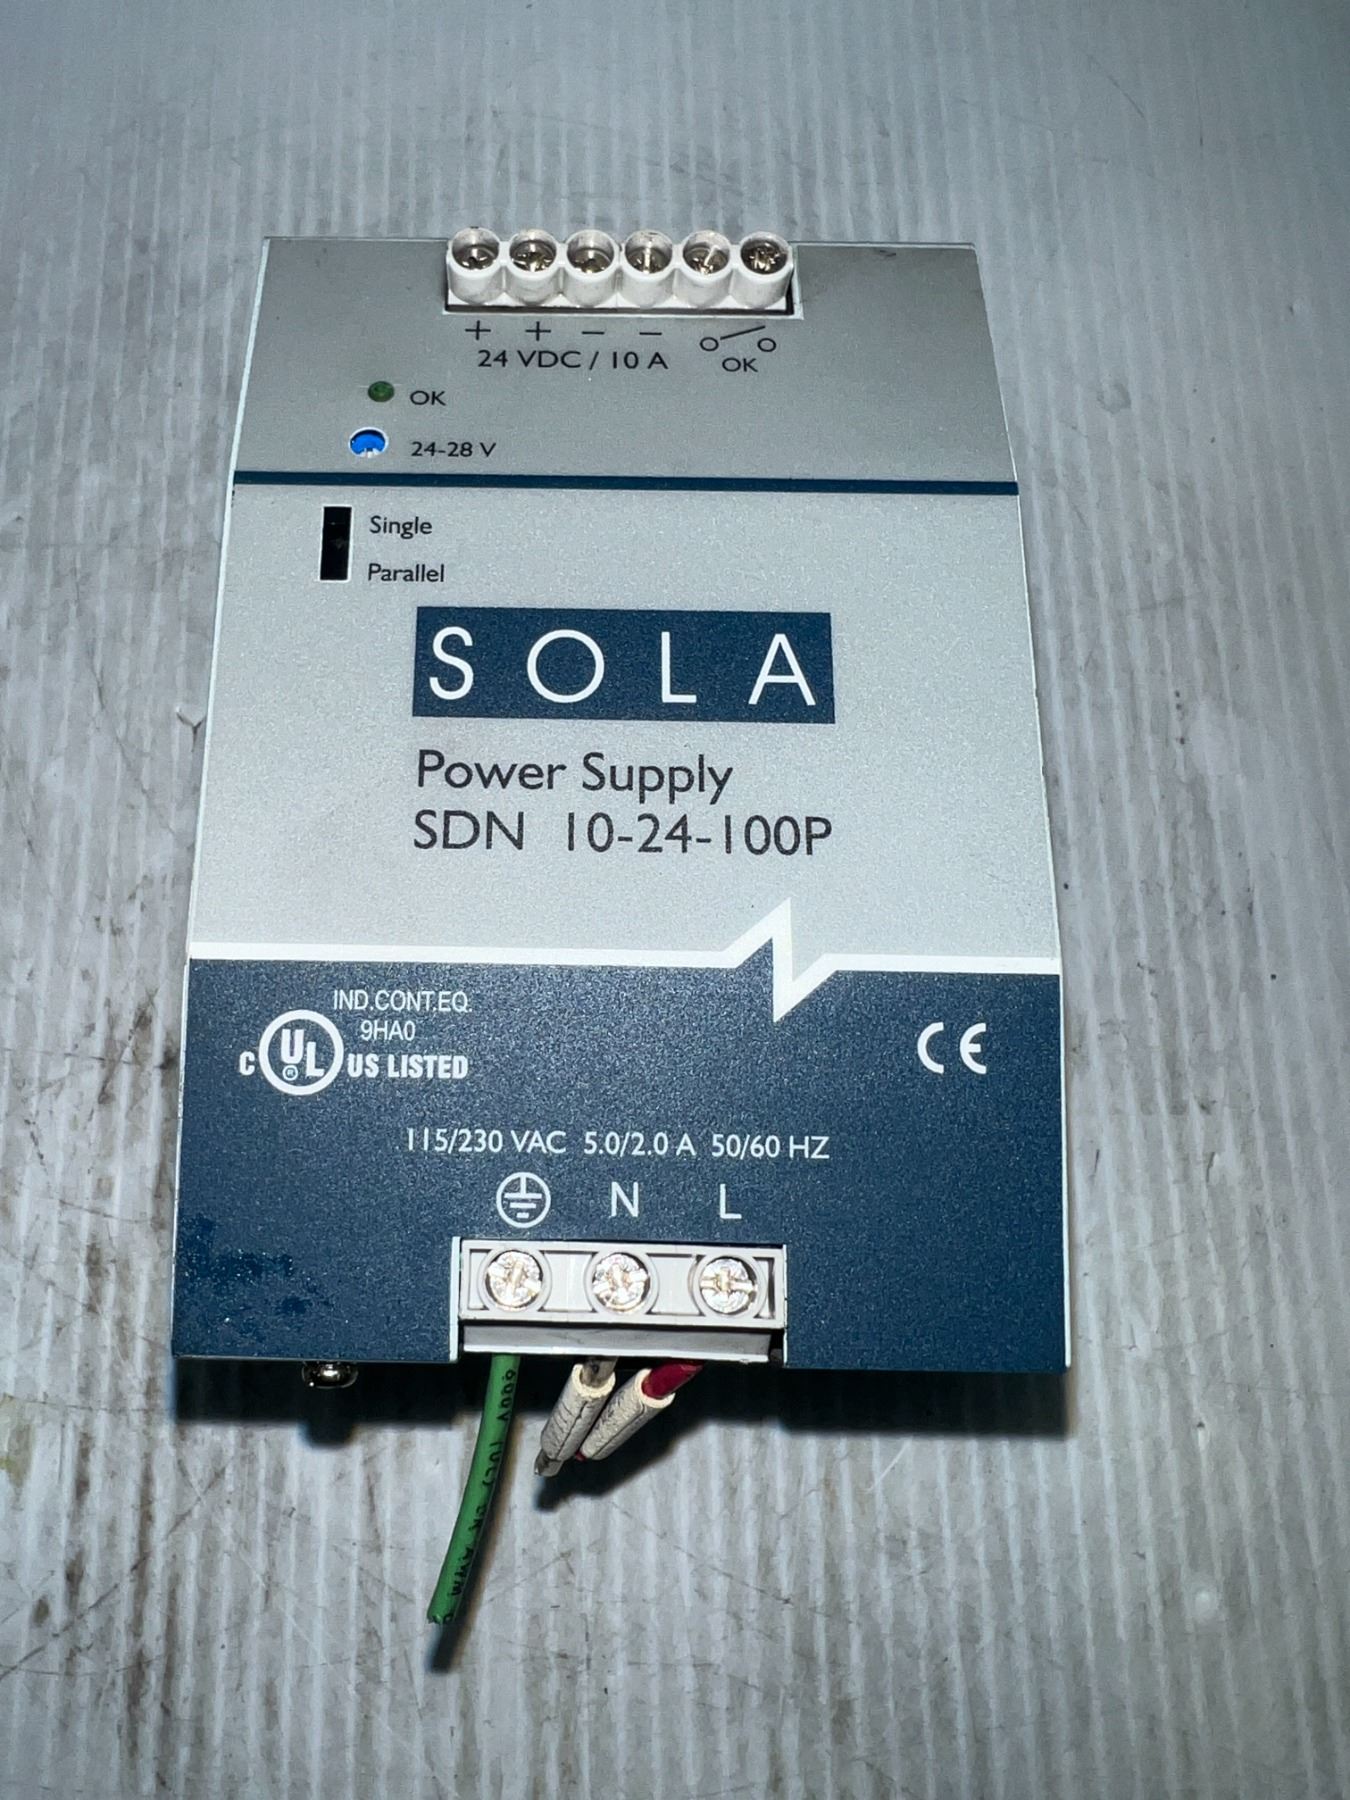 + + − −
24 VDC / 10 A
OK
OK
24-28 V
Single
Parallel
SOLA
Power Supply
SDN 10-24-100P
IND.CONT.EQ.
9HA0
C UL ® US LISTED
CE
115/230 VAC 5.0/2.0 A 50/60 HZ
N L